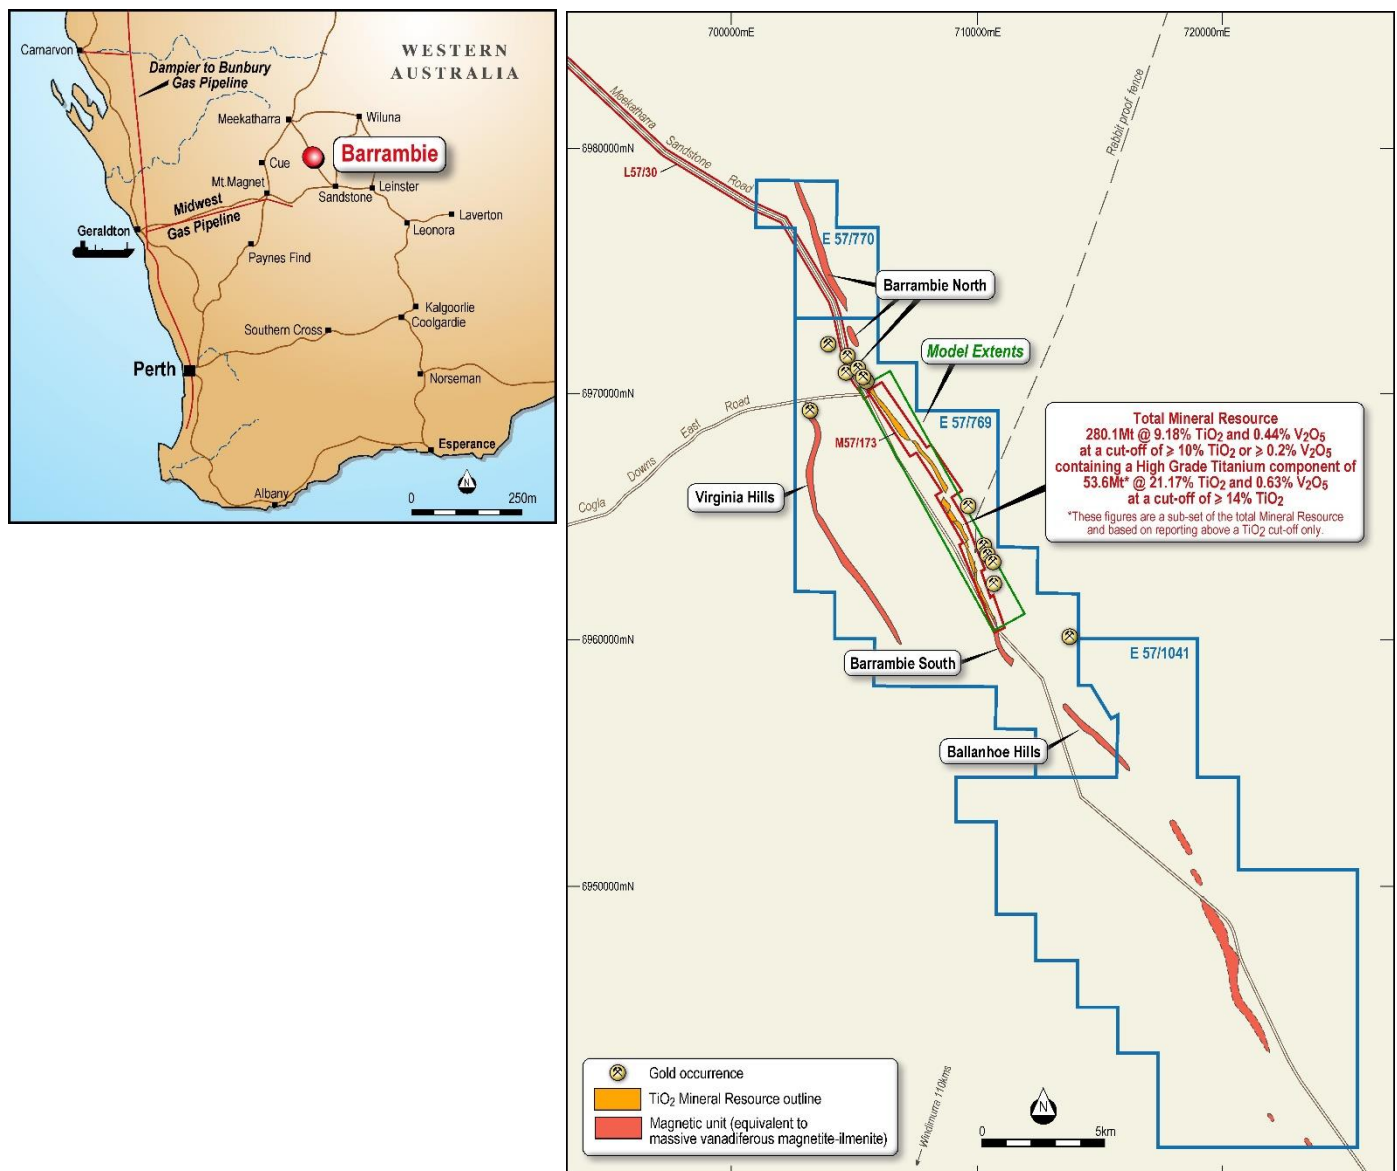 WESTERN
AUSTRALIA
Carnarvon
Dampier to Bunbury
Gas Pipeline
Meekatharra
Wiluna
Barrambie
Cue
Mt.Magnet
Sandstone
Leinster
Midwest
Gas Pipeline
Laverton
Leonora
Geraldton
Paynes Find
Kalgoorlie
Coolgardie
Southern Cross
Perth
Norseman
Esperance
Albany
N
0
250m
700000mE
710000mE
720000mE
6980000mN
6970000mN
6960000mN
6950000mN
Meekatharra
Sandstone
Road
L57/30
Rabbit proof fence
E 57/770
Barrambie North
Model Extents
E 57/769
M57/173
Cogla
Downs
East
Road
Virginia Hills
Total Mineral Resource
280.1Mt @ 9.18% TiO2 and 0.44% V2O5
at a cut-off of ≥ 10% TiO2 or ≥ 0.2% V2O5
containing a High Grade Titanium component of
53.6Mt* @ 21.17% TiO2 and 0.63% V2O5
at a cut-off of ≥ 14% TiO2
*These figures are a sub-set of the total Mineral Resource
and based on reporting above a TiO2 cut-off only.
Barrambie South
E 57/1041
Ballanhoe Hills
Gold occurrence
TiO2 Mineral Resource outline
Magnetic unit (equivalent to
massive vanadiferous magnetite-ilmenite)
Windimurra 110kms
N
0
5km